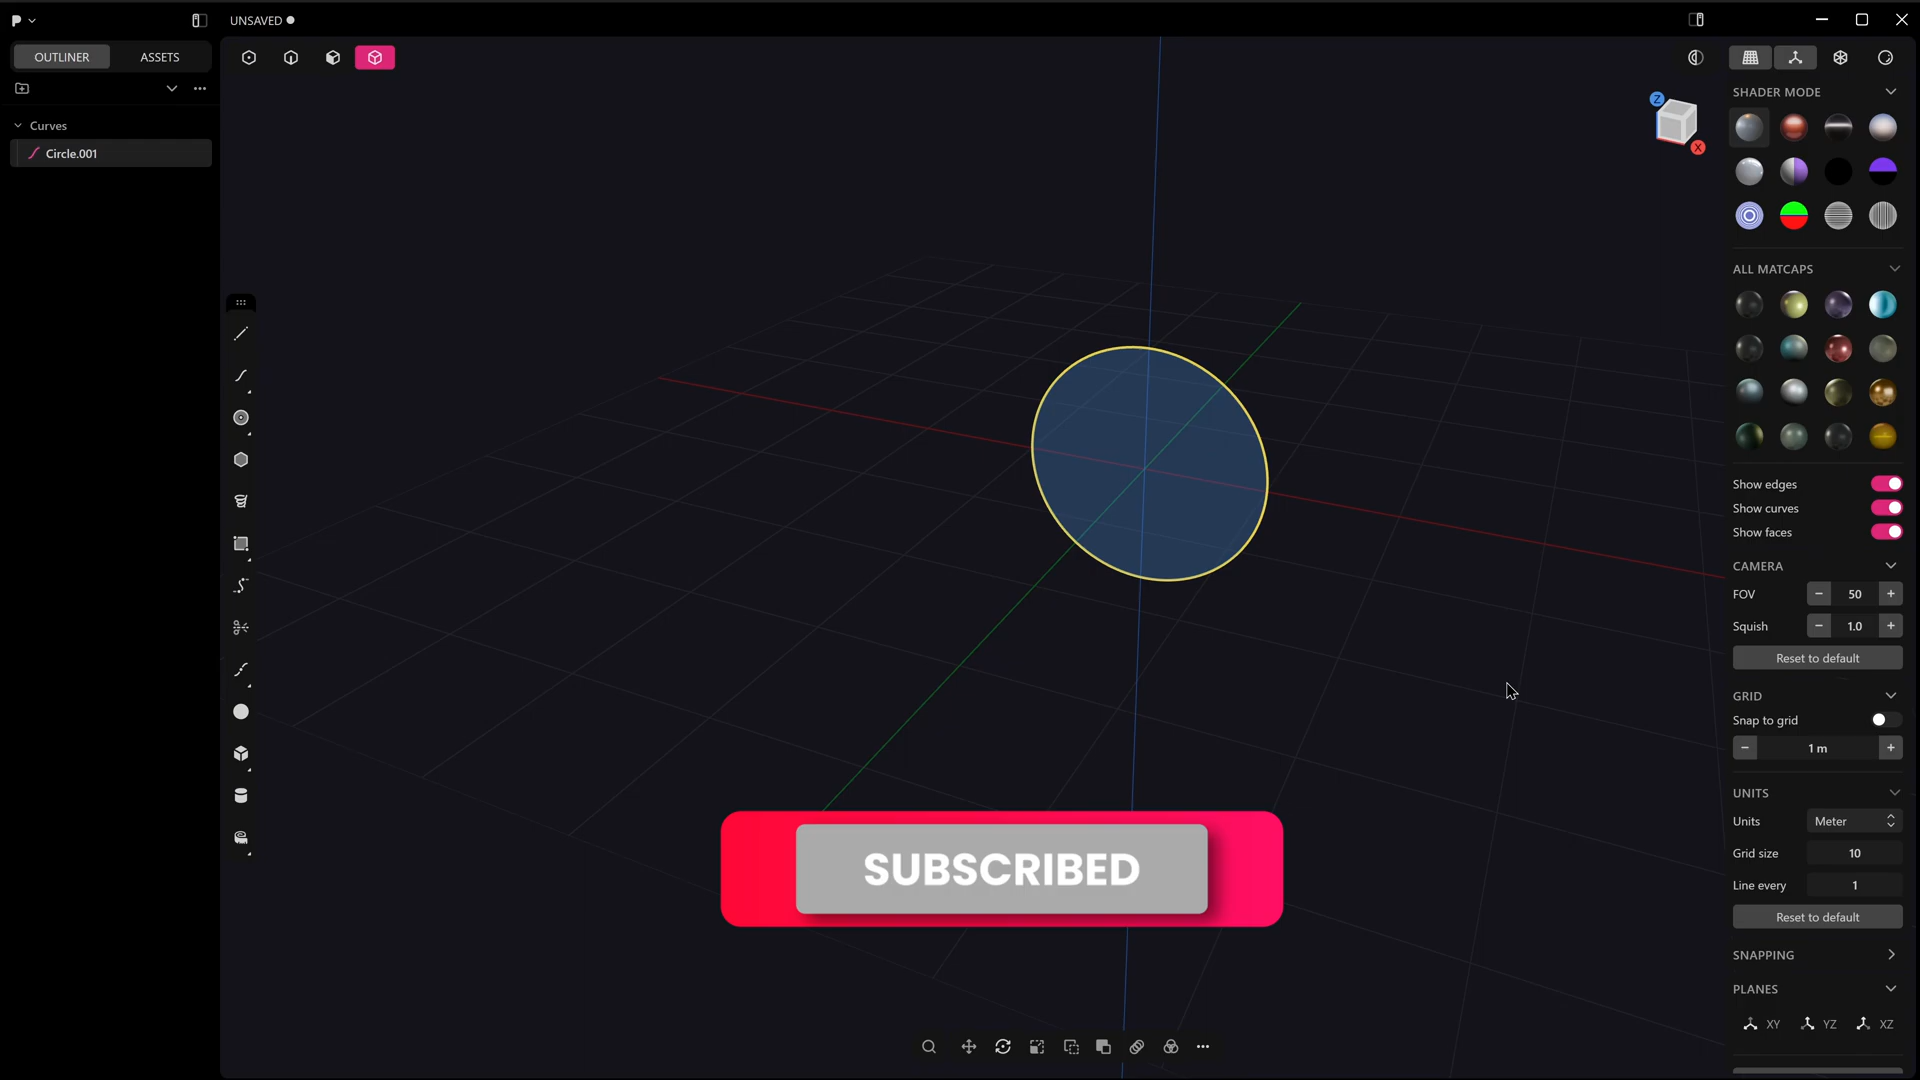 UNSAVED
OUTLINER
ASSETS
Curves
Circle.001
Z
X
SHADER MODE
ALL MATCAPS
Show edges
Show curves
Show faces
CAMERA
FOV
50
Squish
1.0
Reset to default
GRID
Snap to grid
1 m
UNITS
Units
Meter
Grid size
10
Line every
1
Reset to default
SNAPPING
PLANES
XY
YZ
XZ
SUBSCRIBED